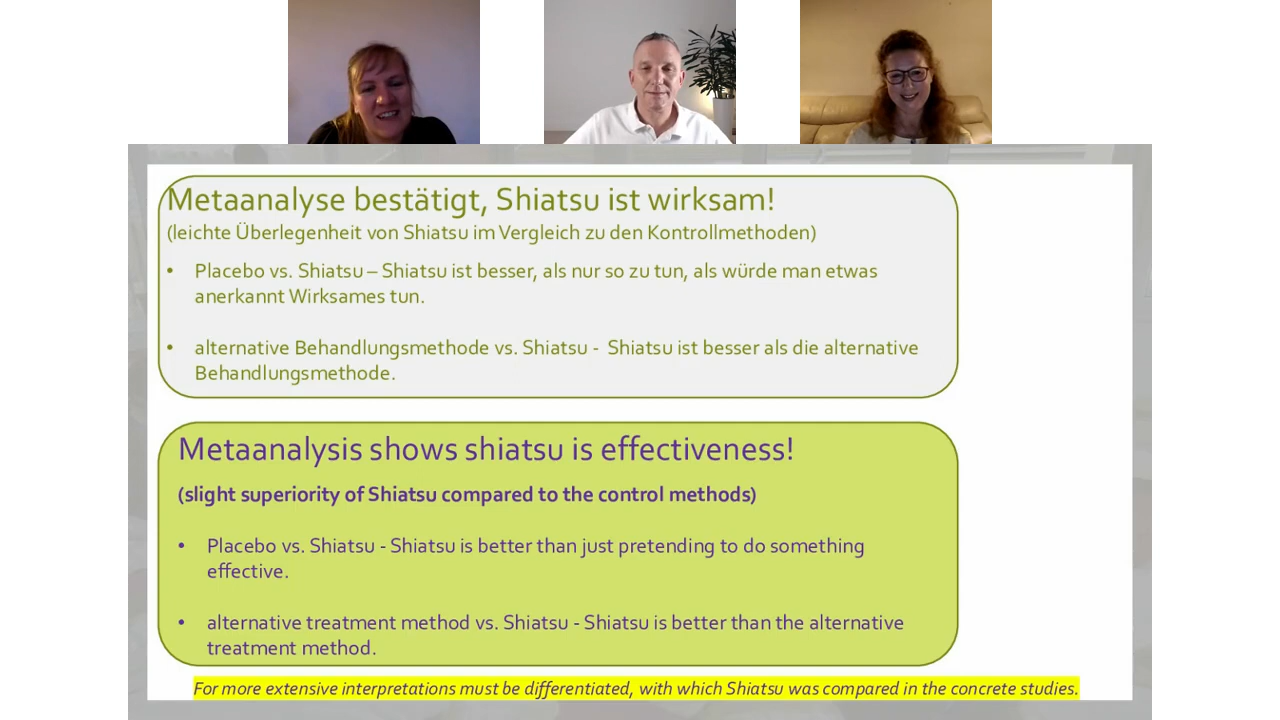 Metaanalyse bestätigt, Shiatsu ist wirksam!
(leichte Überlegenheit von Shiatsu im Vergleich zu den Kontrollmethoden)
• Placebo vs. Shiatsu – Shiatsu ist besser, als nur so zu tun, als würde man etwas
anerkannt Wirksames tun.
• alternative Behandlungsmethode vs. Shiatsu - Shiatsu ist besser als die alternative
Behandlungsmethode.
Metaanalysis shows shiatsu is effectiveness!
(slight superiority of Shiatsu compared to the control methods)
• Placebo vs. Shiatsu - Shiatsu is better than just pretending to do something
effective.
• alternative treatment method vs. Shiatsu - Shiatsu is better than the alternative
treatment method.
For more extensive interpretations must be differentiated, with which Shiatsu was compared in the concrete studies.